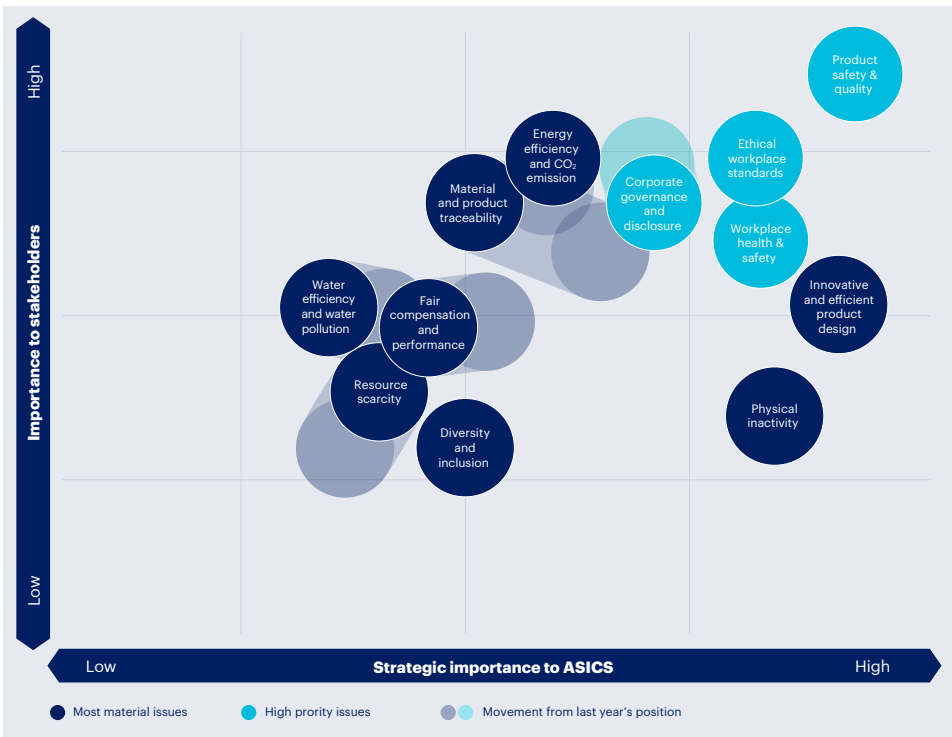 High
Importance to stakeholders
Low
Product
safety &
quality
Energy
efficiency
and CO₂
emission
Ethical
workplace
standards
Material
and product
traceability
Corporate
governance
and
disclosure
Workplace
health &
safety
Water
efficiency
and water
pollution
Fair
compensation
and
performance
Innovative
and efficient
product
design
Resource
scarcity
Physical
inactivity
Diversity
and
inclusion
Low
Strategic importance to ASICS
High
Most material issues
High prority issues
Movement from last year's position